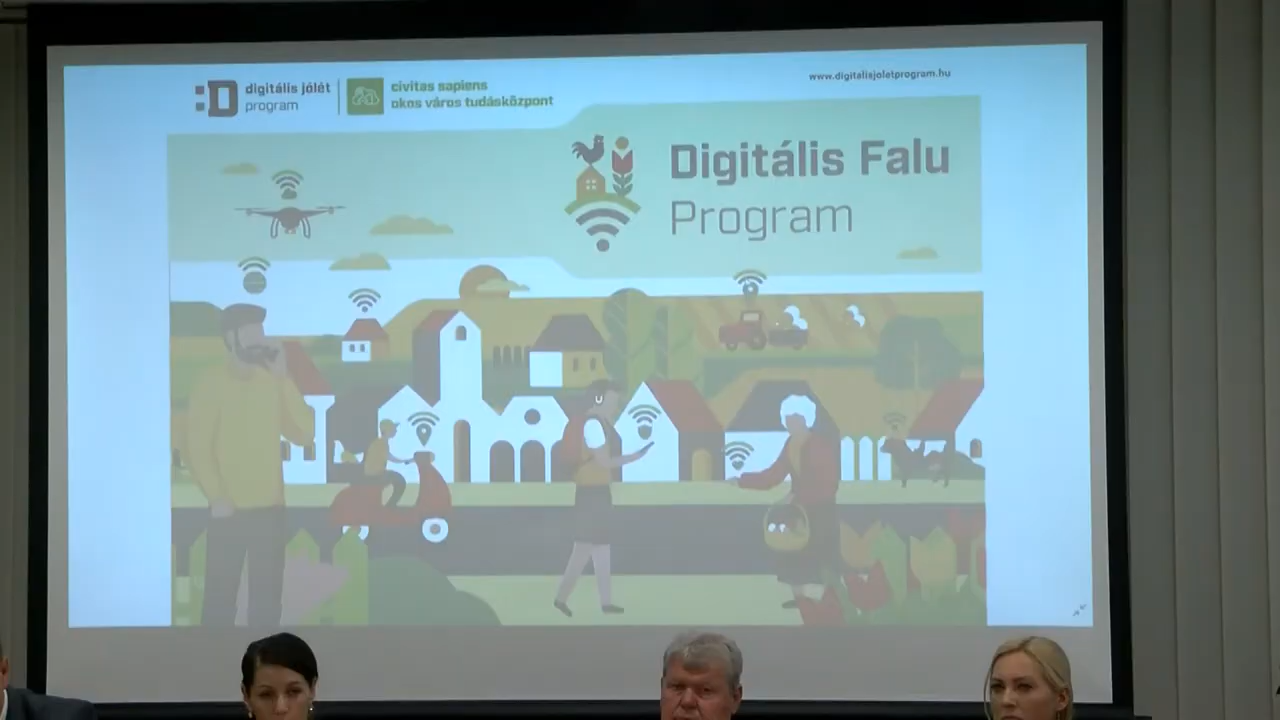 :D digitális jólét
program
civitas sapiens
okos város tudásközpont
www.digitalisjoletprogram.hu
Digitális Falu
Program